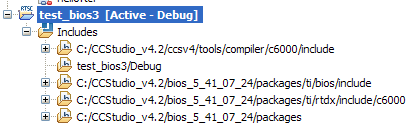 test_bios3 [Active - Debug]
Includes
C:/CCStudio_v4.2/ccsv4/tools/compiler/c6000/include
test_bios3/Debug
C:/CCStudio_v4.2/bios_5_41_07_24/packages/ti/bios/include
C:/CCStudio_v4.2/bios_5_41_07_24/packages/ti/rtdx/include/c6000
C:/CCStudio_v4.2/bios_5_41_07_24/packages